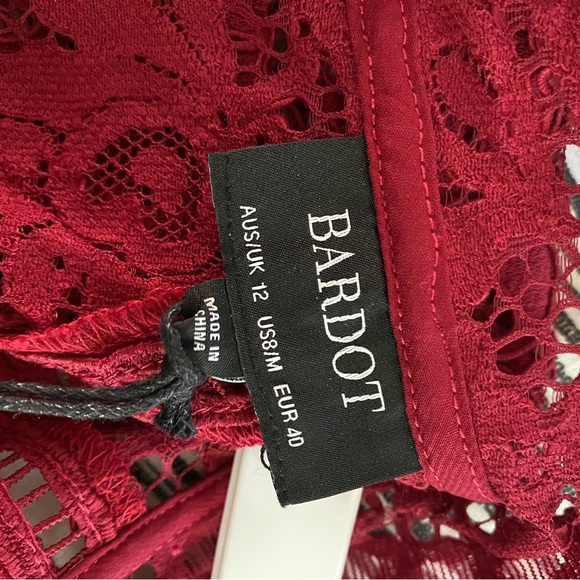 BARDOT
AUS/UK 12 US8/M EUR 40
MADE IN
CHINA